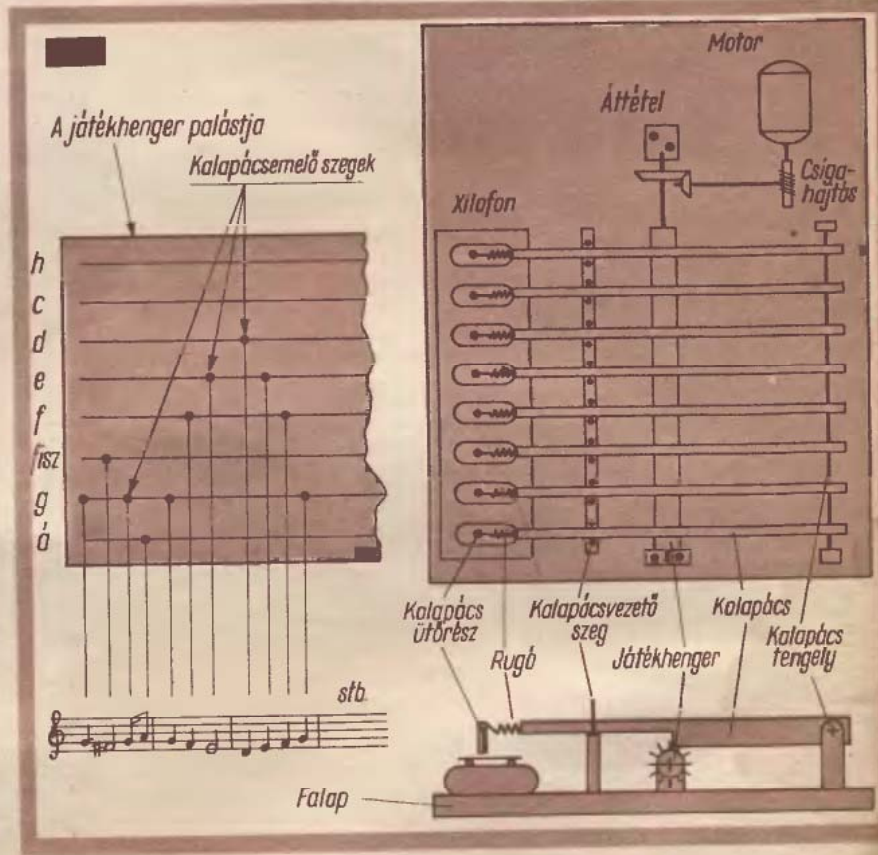 A játékhenger palástja
Kalapácsemelő szegek
h
c
d
e
f
fisz
g
á
stb.
Motor
Áttétel
Csiga-
hajtás
Xilofon
Kalapács
ütőrész
Rugó
Kalapácsvezető
szeg
Játékhenger
Kalapács
Kalapács
tengely
Falap